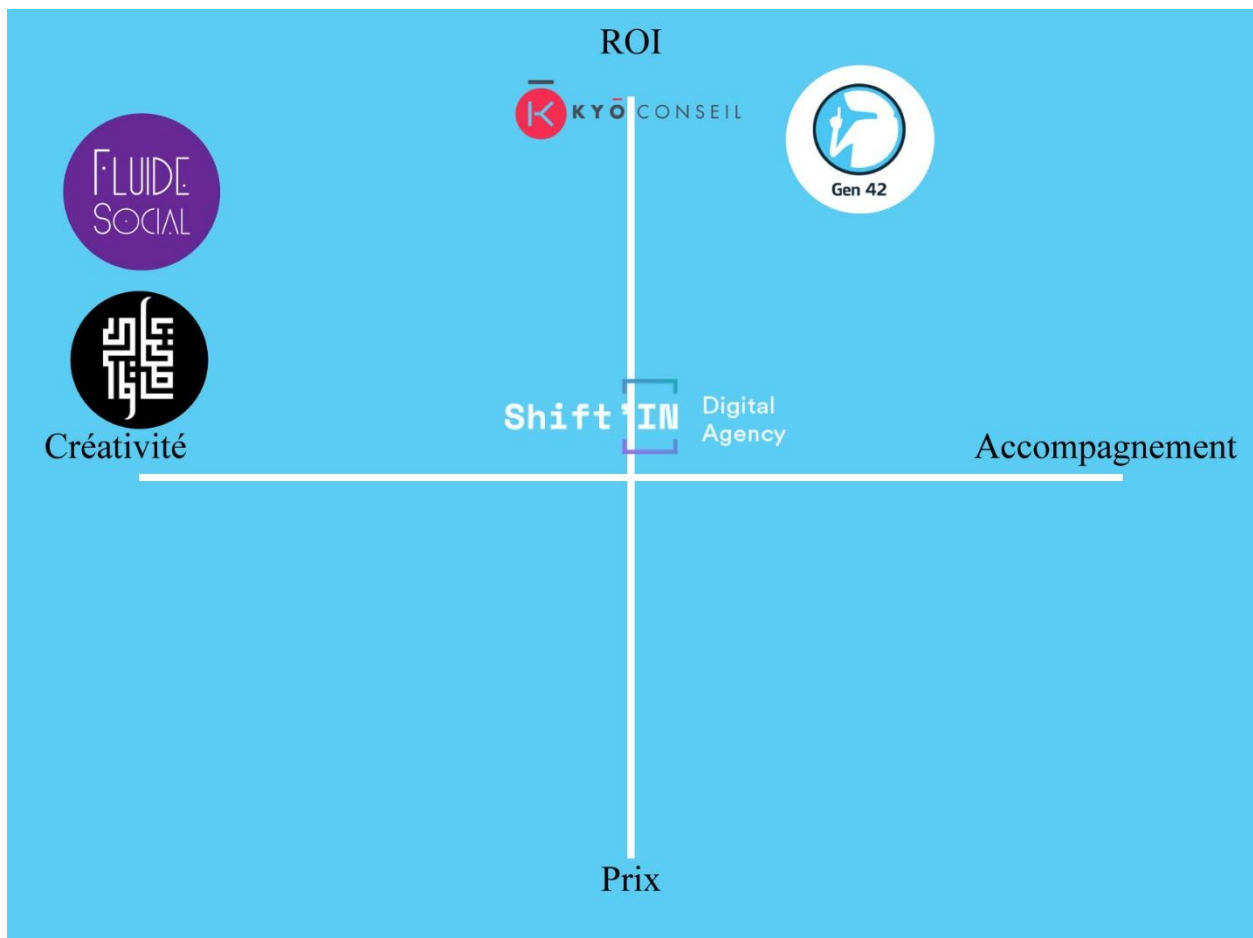 ROI
KYŌ CONSEIL
Gen 42
FLUIDE
SOCIAL
Shift'IN Digital
Agency
Créativité
Accompagnement
Prix